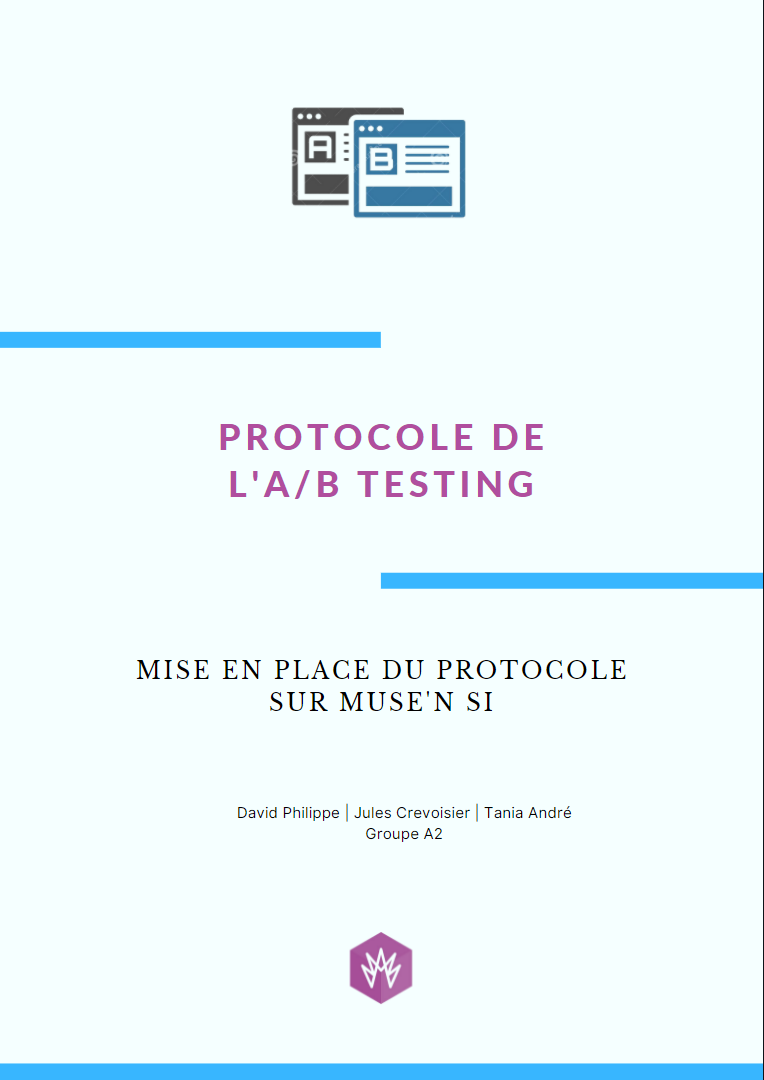 A
B
PROTOCOLE DE
L'A/B TESTING
MISE EN PLACE DU PROTOCOLE
SUR MUSE'N SI
David Philippe | Jules Crevoisier | Tania André
Groupe A2